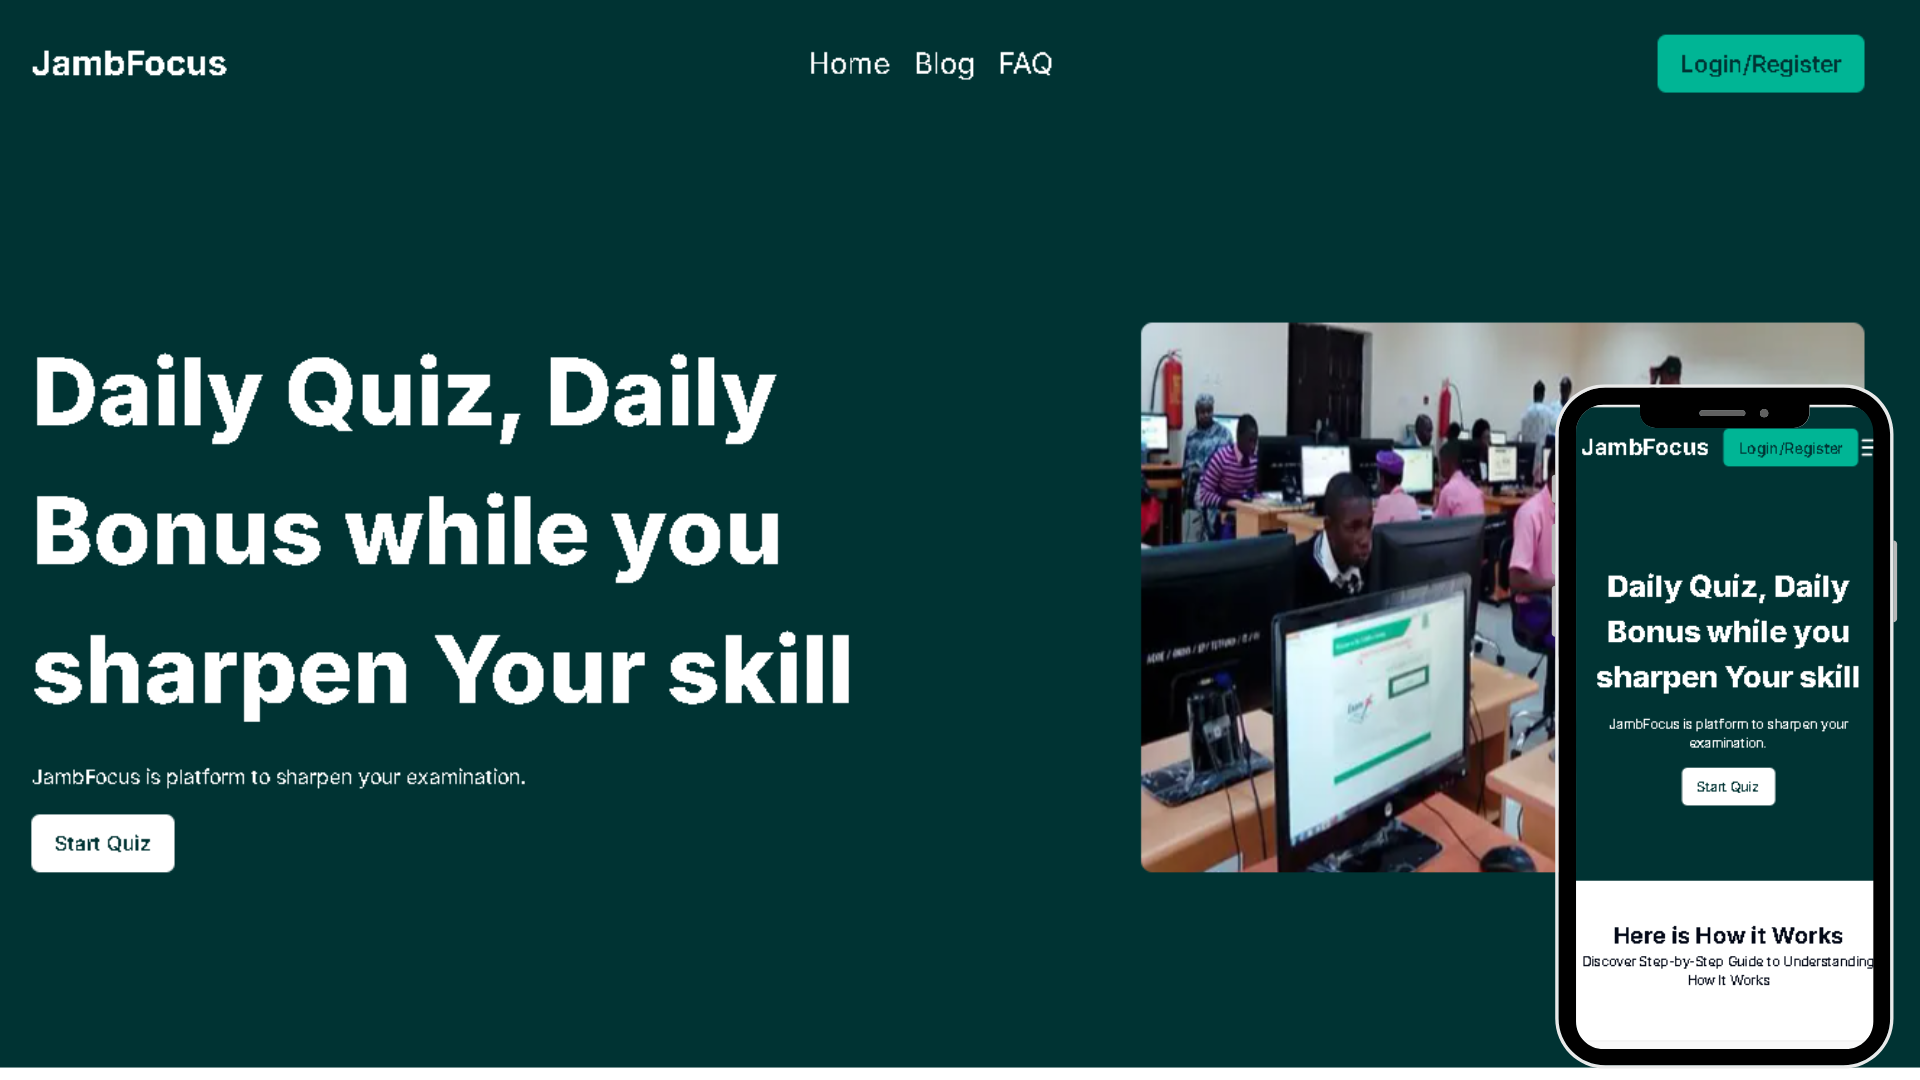 JambFocus
Home Blog FAQ
Login/Register
Daily Quiz, Daily
Bonus while you
sharpen Your skill
JambFocus is platform to sharpen your examination.
Start Quiz
JambFocus
Login/Register
Daily Quiz, Daily
Bonus while you
sharpen Your skill
JambFocus is platform to sharpen your
examination.
Start Quiz
Here is How it Works
Discover Step-by-Step Guide to Understanding
How It Works